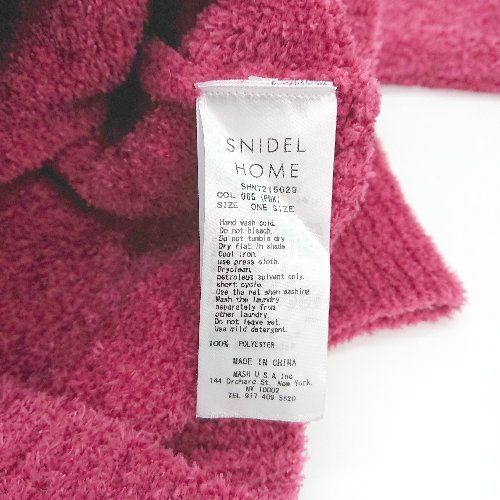 SNIDEL
HOME
COL 066 (PNK)
SIZE ONE SIZE
Hand wash cold.
Do not bleach.
Do not tumble dry
Dry flat in shade
Cool iron.
use press cloth.
Dryclean,
petroleum solvent only.
short cycle.
Use the net when washing
Wash the laundry
separately from
other laundry.
Do not leave wet.
Use mild detergent.
100% POLYESTER
MADE IN CHINA
MASH U.S.A Inc
144 Orchard St. New York.
NY 10002
TEL 917 409 5520